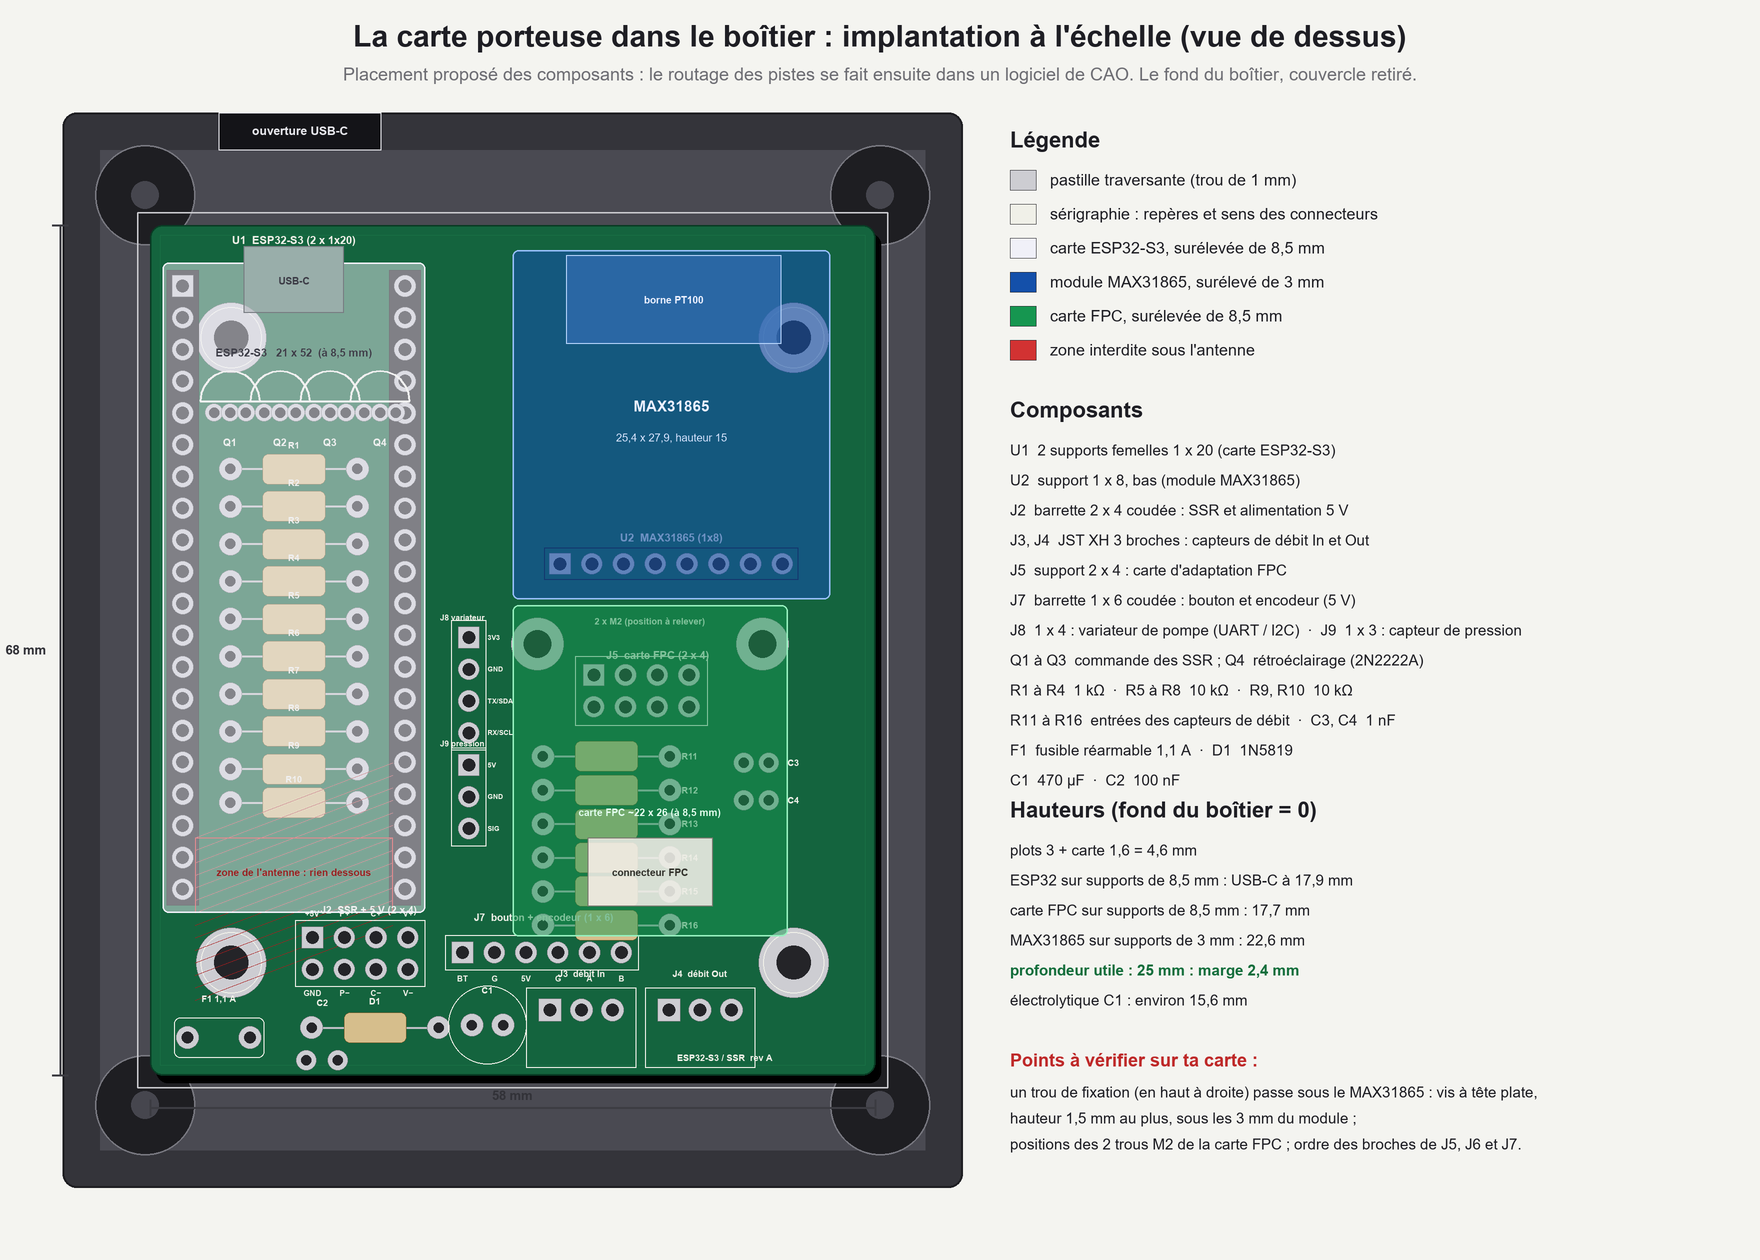 La carte porteuse dans le boîtier : implantation à l'échelle (vue de dessus)
Placement proposé des composants : le routage des pistes se fait ensuite dans un logiciel de CAO. Le fond du boîtier, couvercle retiré.
ouverture USB-C
U1 ESP32-S3 (2 x 1x20)
USB-C
ESP32-S3 21 x 52 (à 8,5 mm)
Q1
Q2
Q3
Q4
R1
R2
R3
R4
R5
R6
R7
R8
R9
R10
zone de l'antenne : rien dessous
borne PT100
MAX31865
25,4 x 27,9, hauteur 15
U2 MAX31865 (1x8)
J8 variateur
3V3
GND
TX/SDA
RX/SCL
J9 pression
5V
GND
SIG
2 x M2 (position à relever)
J5 carte FPC (2 x 4)
R11
R12
carte FPC ~22 x 26 (à 8,5 mm)
R13
R14
R15
R16
C3
C4
connecteur FPC
68 mm
J2 SSR + 5 V (2 x 4)
+5V P+ C+ V+
GND P− C− V−
J7 bouton + encodeur (1 x 6)
BT G 5V G A B
F1 1,1 A
C2
D1
C1
J3 débit In
J4 débit Out
ESP32-S3 / SSR rev A
58 mm
Légende
pastille traversante (trou de 1 mm)
sérigraphie : repères et sens des connecteurs
carte ESP32-S3, surélevée de 8,5 mm
module MAX31865, surélevé de 3 mm
carte FPC, surélevée de 8,5 mm
zone interdite sous l'antenne
Composants
U1 2 supports femelles 1 x 20 (carte ESP32-S3)
U2 support 1 x 8, bas (module MAX31865)
J2 barrette 2 x 4 coudée : SSR et alimentation 5 V
J3, J4 JST XH 3 broches : capteurs de débit In et Out
J5 support 2 x 4 : carte d'adaptation FPC
J7 barrette 1 x 6 coudée : bouton et encodeur (5 V)
J8 1 x 4 : variateur de pompe (UART / I2C) · J9 1 x 3 : capteur de pression
Q1 à Q3 commande des SSR ; Q4 rétroéclairage (2N2222A)
R1 à R4 1 kΩ · R5 à R8 10 kΩ · R9, R10 10 kΩ
R11 à R16 entrées des capteurs de débit · C3, C4 1 nF
F1 fusible réarmable 1,1 A · D1 1N5819
C1 470 µF · C2 100 nF
Hauteurs (fond du boîtier = 0)
plots 3 + carte 1,6 = 4,6 mm
ESP32 sur supports de 8,5 mm : USB-C à 17,9 mm
carte FPC sur supports de 8,5 mm : 17,7 mm
MAX31865 sur supports de 3 mm : 22,6 mm
profondeur utile : 25 mm : marge 2,4 mm
électrolytique C1 : environ 15,6 mm
Points à vérifier sur ta carte :
un trou de fixation (en haut à droite) passe sous le MAX31865 : vis à tête plate,
hauteur 1,5 mm au plus, sous les 3 mm du module ;
positions des 2 trous M2 de la carte FPC ; ordre des broches de J5, J6 et J7.